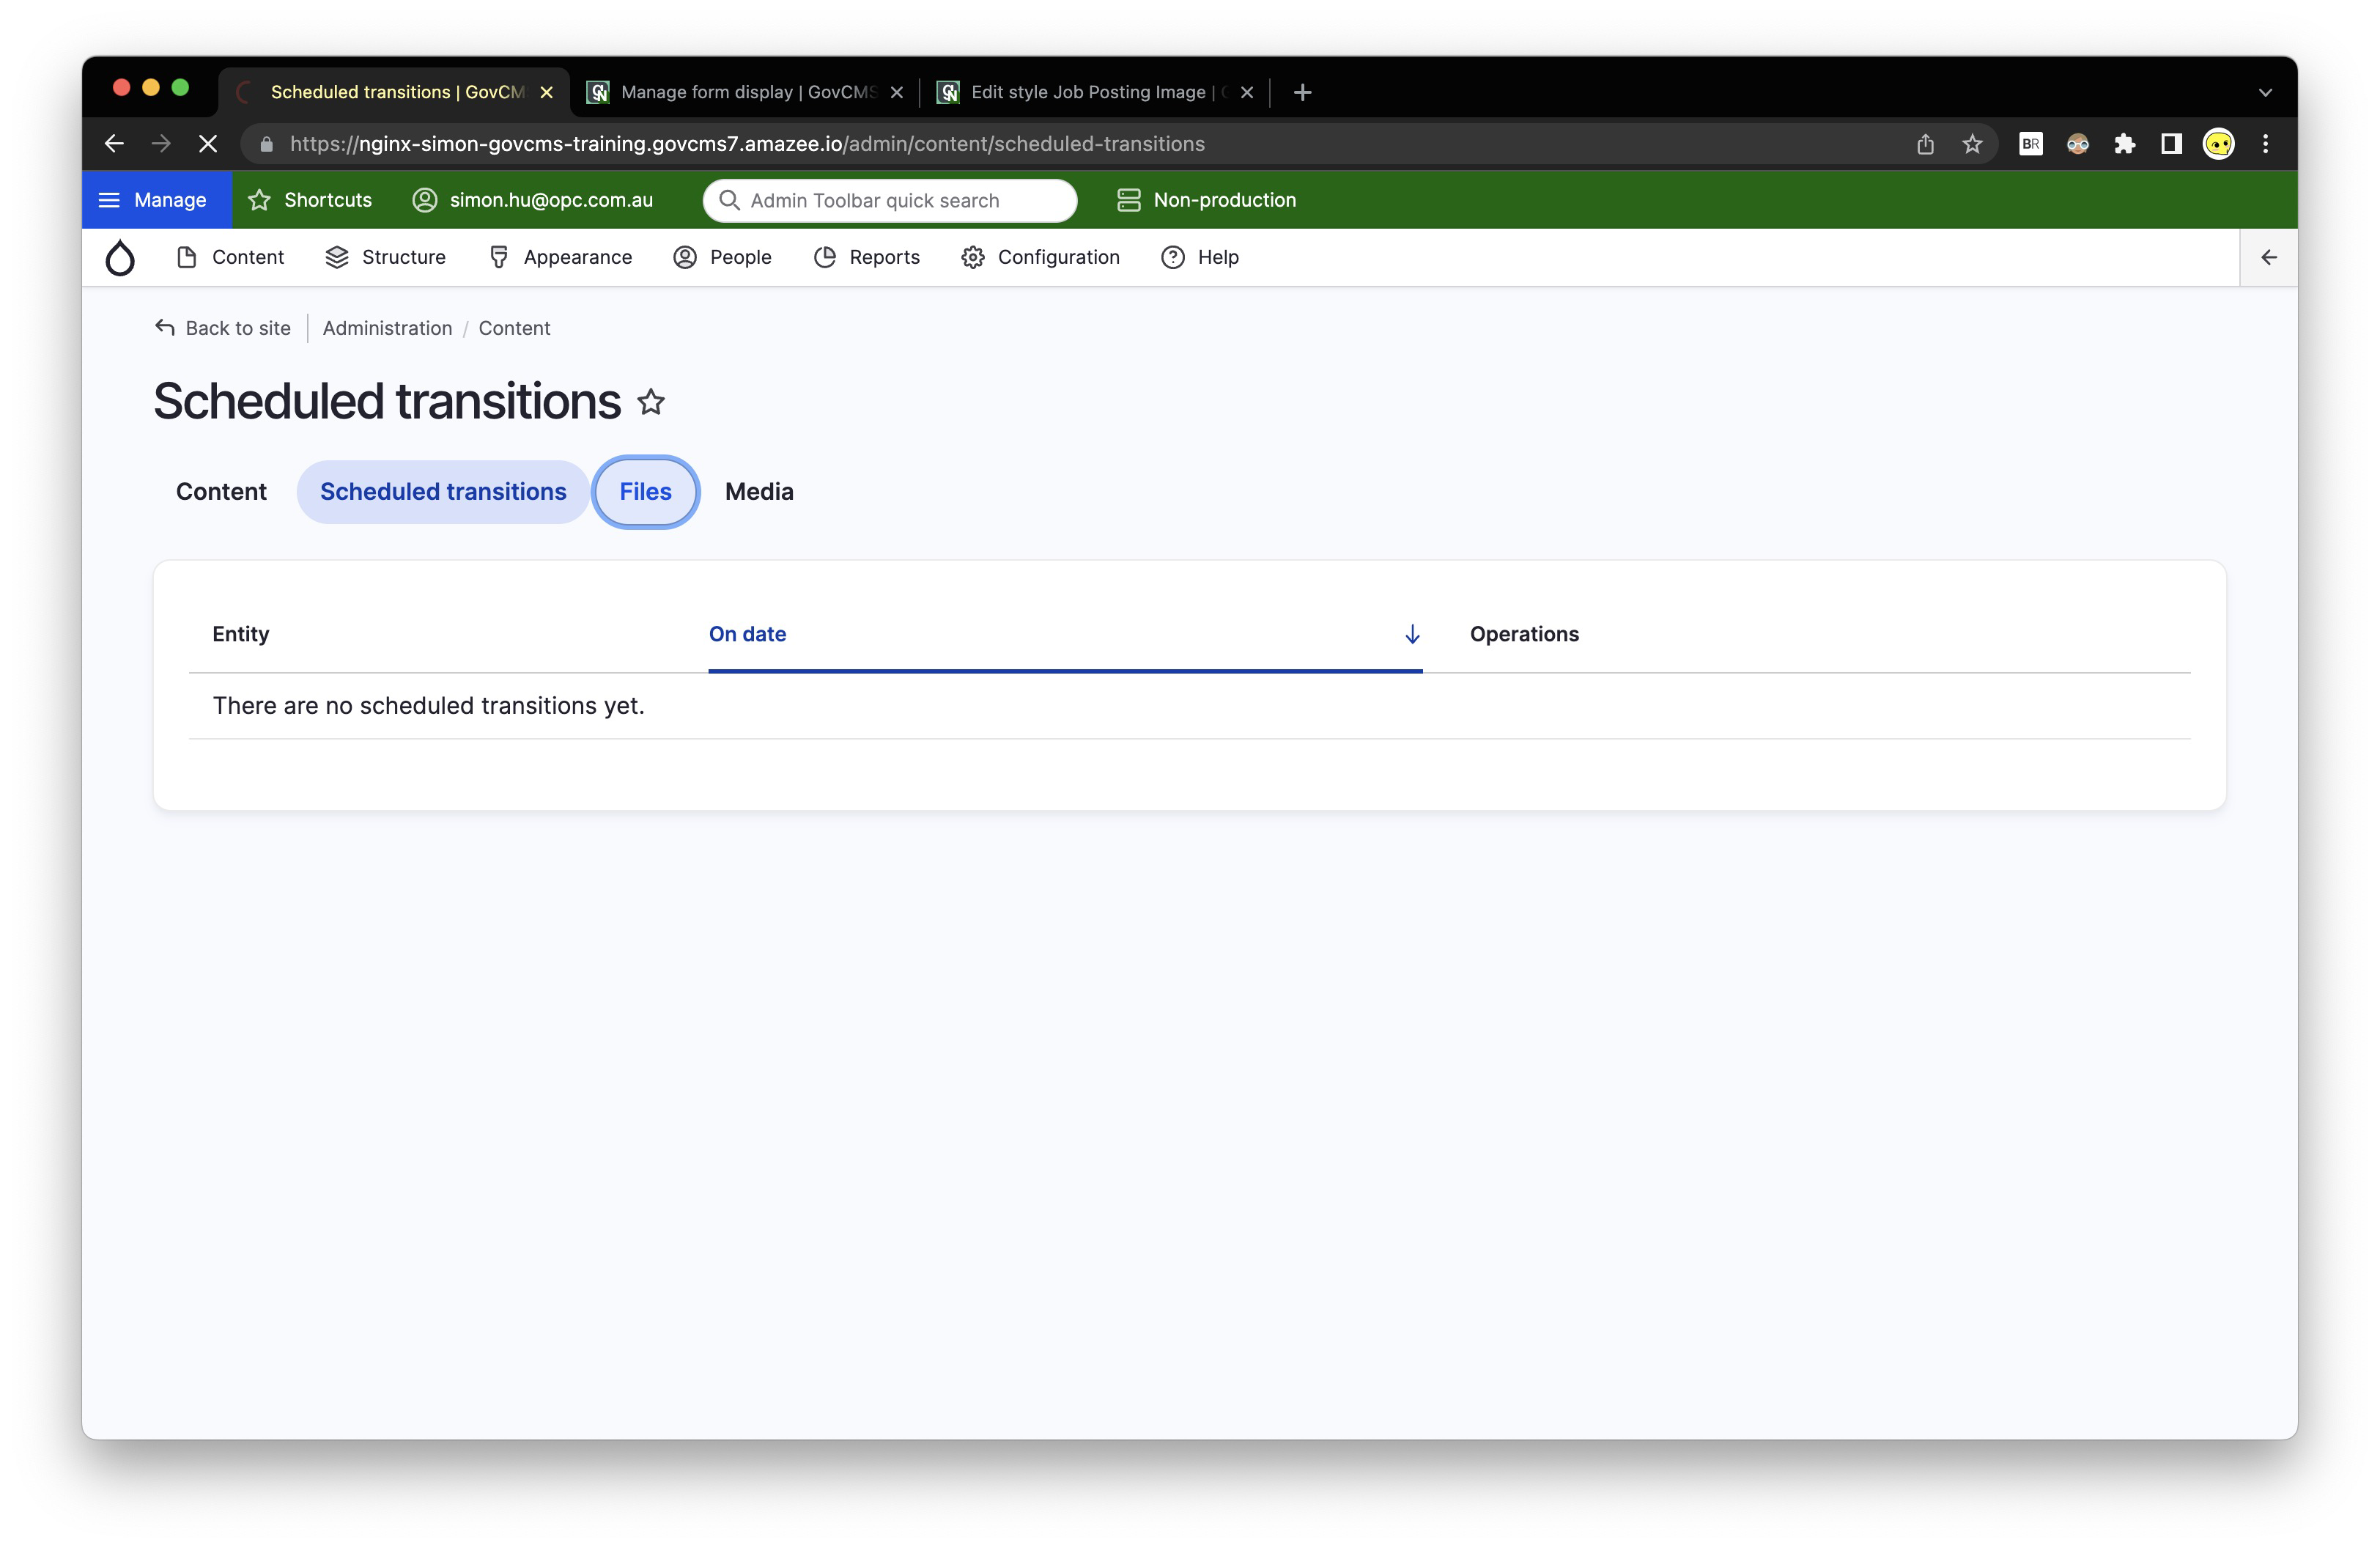 Scheduled transitions | GovCM
Manage form display | GovCMS
Edit style Job Posting Image |
https://nginx-simon-govcms-training.govcms7.amazee.io/admin/content/scheduled-transitions
BR
Manage
Shortcuts
simon.hu@opc.com.au
Admin Toolbar quick search
Non-production
Content
Structure
Appearance
People
Reports
Configuration
Help
Back to site
Administration / Content
Scheduled transitions
Content
Scheduled transitions
Files
Media
Entity
On date
Operations
There are no scheduled transitions yet.